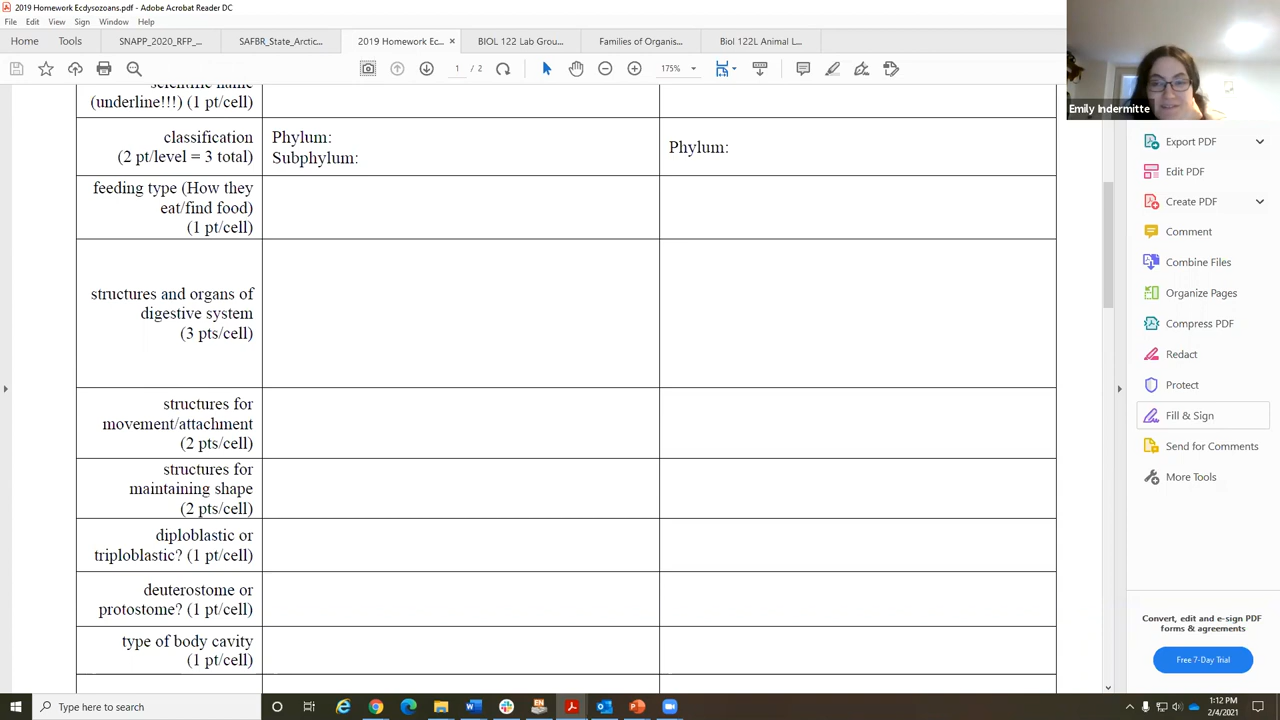 2019 Homework Ecdysozoans.pdf - Adobe Acrobat Reader DC
File Edit View Sign Window Help
Home Tools SNAPP_2020_RFP_... SAFBR_State_Arctic... 2019 Homework Ec... × BIOL 122 Lab Grou... Families of Organis... Biol 122L Animal L...
1 / 2 175%
Emily Indermitte
scientific name
(underline!!!) (1 pt/cell)
classification
(2 pt/level = 3 total)
Phylum:
Subphylum:
Phylum:
feeding type (How they
eat/find food)
(1 pt/cell)
structures and organs of
digestive system
(3 pts/cell)
structures for
movement/attachment
(2 pts/cell)
structures for
maintaining shape
(2 pts/cell)
diploblastic or
triploblastic? (1 pt/cell)
deuterostome or
protostome? (1 pt/cell)
type of body cavity
(1 pt/cell)
Export PDF
Edit PDF
Create PDF
Comment
Combine Files
Organize Pages
Compress PDF
Redact
Protect
Fill & Sign
Send for Comments
More Tools
Convert, edit and e-sign PDF
forms & agreements
Free 7-Day Trial
Type here to search
1:12 PM
2/4/2021